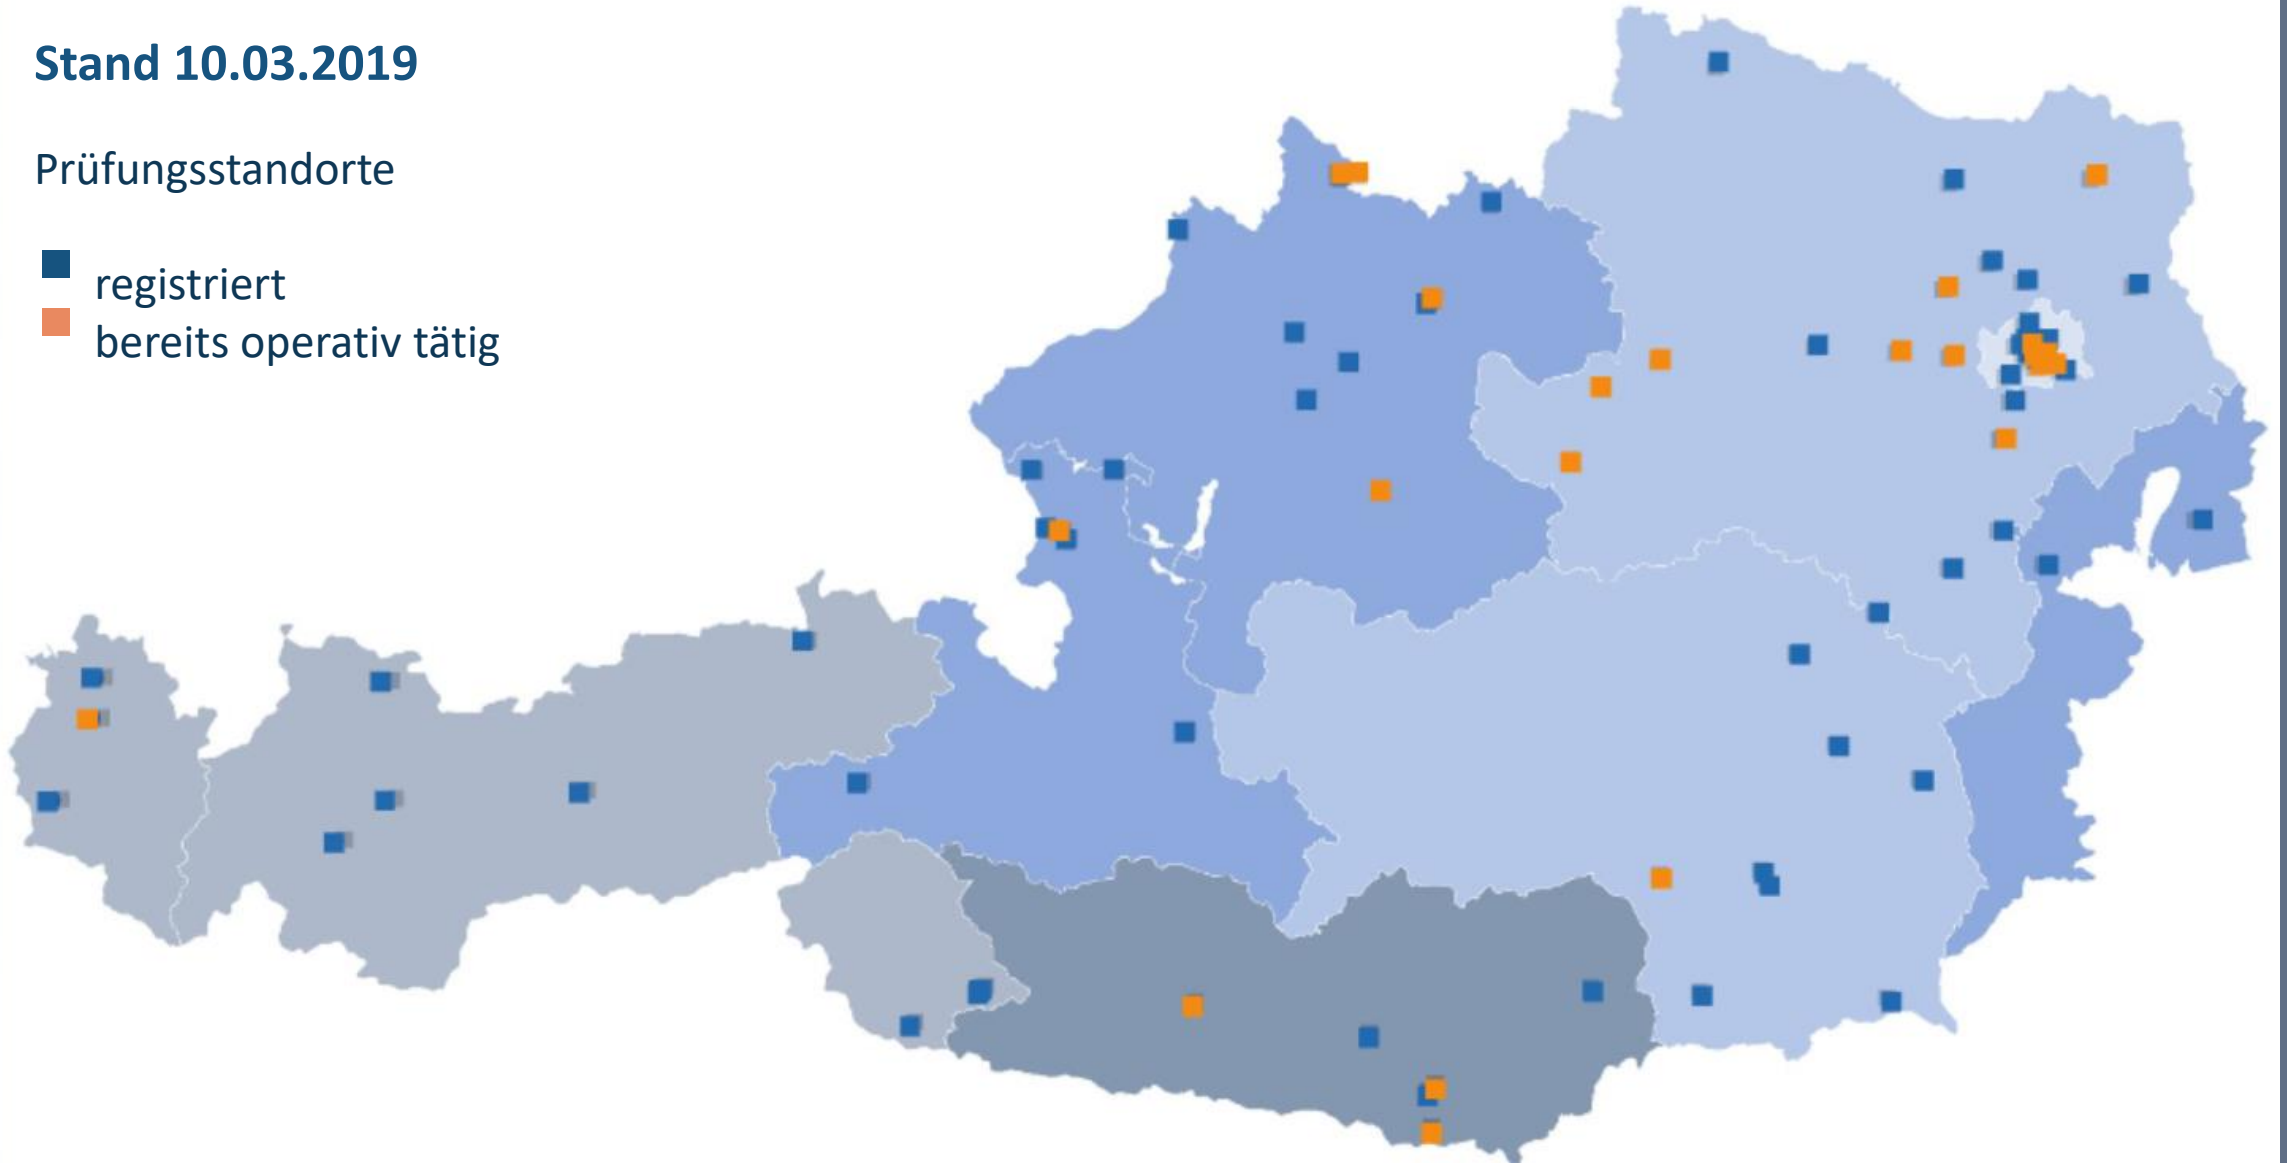 Stand 10.03.2019
Prüfungsstandorte
registriert
bereits operativ tätig